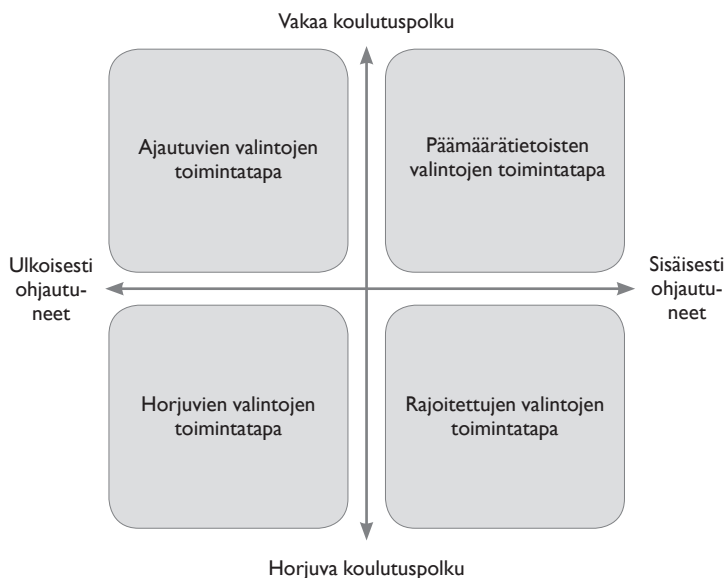 Vakaa koulutuspolku
Ajautuvien valintojen
toimintatapa
Päämäärätietoisten
valintojen toimintatapa
Ulkoisesti
ohjautu-
neet
Sisäisesti
ohjautu-
neet
Horjuvien valintojen
toimintatapa
Rajoitettujen valintojen
toimintatapa
Horjuva koulutuspolku